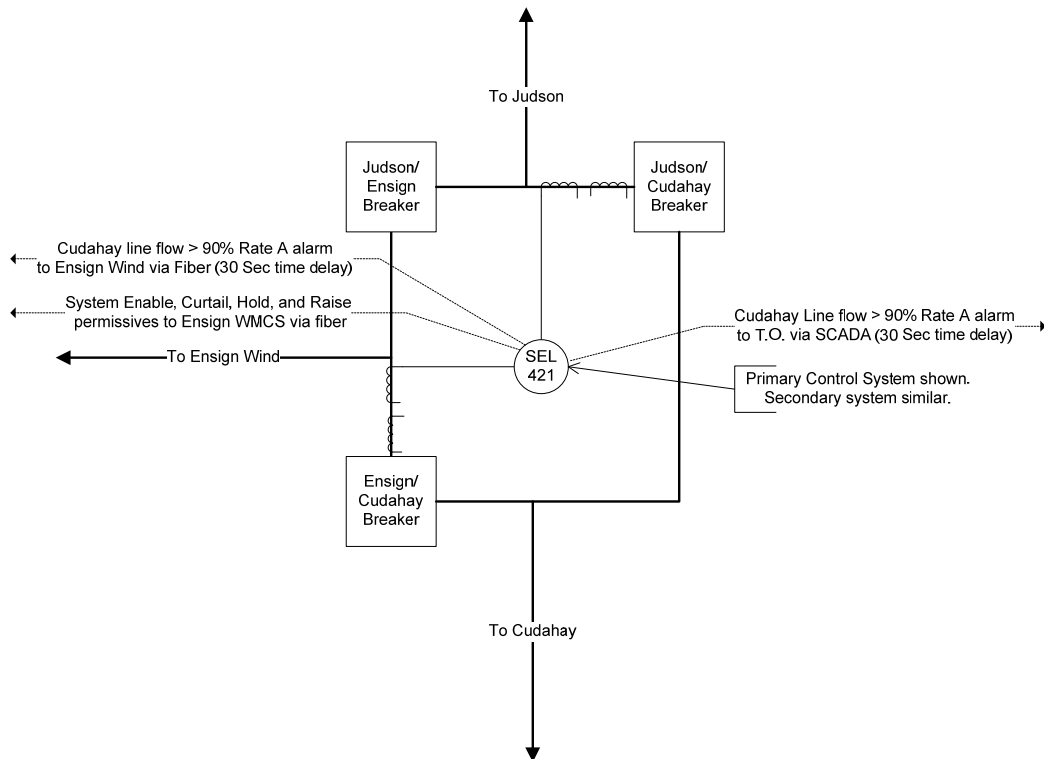 To Judson
Judson/
Ensign
Breaker
Judson/
Cudahay
Breaker
Cudahay line flow > 90% Rate A alarm
to Ensign Wind via Fiber (30 Sec time delay)
System Enable, Curtail, Hold, and Raise
permissives to Ensign WMCS via fiber
Cudahay Line flow > 90% Rate A alarm
to T.O. via SCADA (30 Sec time delay)
To Ensign Wind
SEL
421
Primary Control System shown.
Secondary system similar.
Ensign/
Cudahay
Breaker
To Cudahay